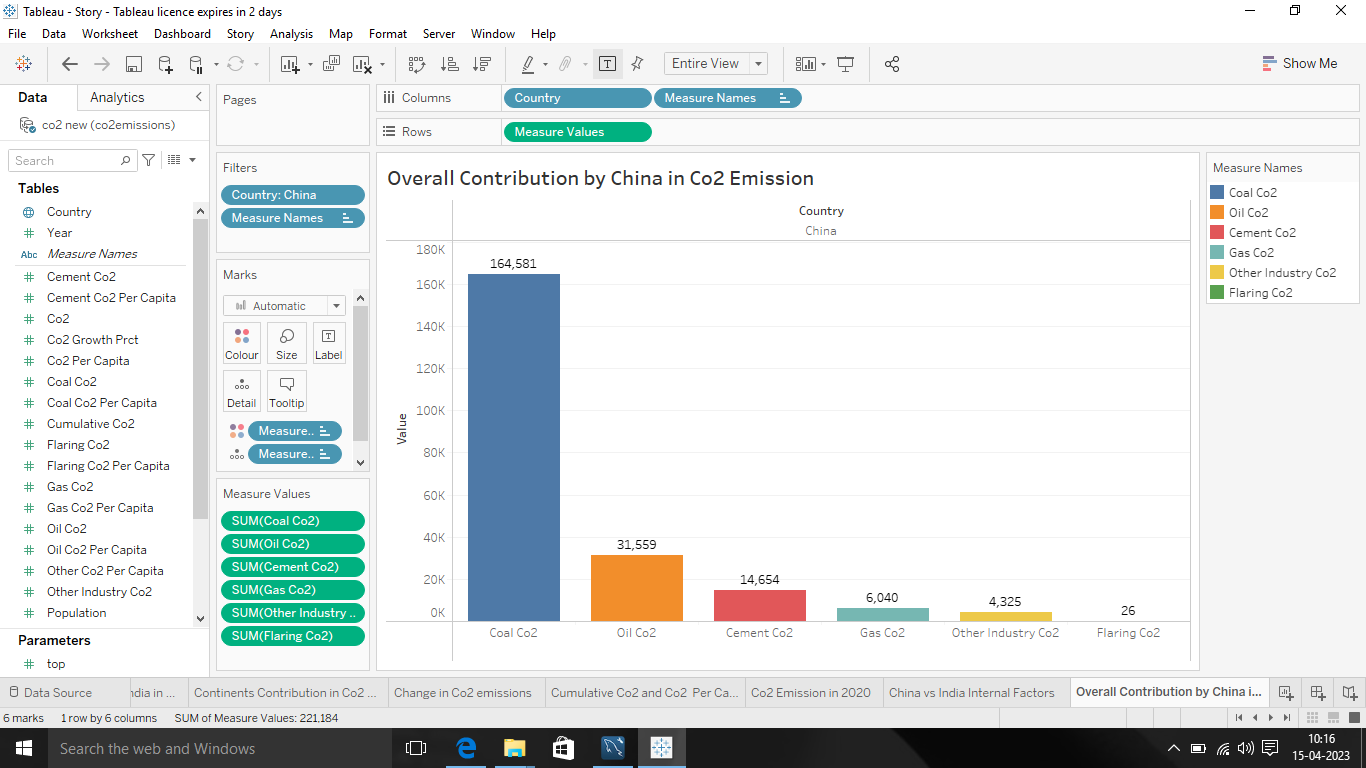 Tableau - Story - Tableau licence expires in 2 days
File Data Worksheet Dashboard Story Analysis Map Format Server Window Help
Entire View
Show Me
Data Analytics
co2 new (co2emissions)
Search
Tables
Country
Year
Abc Measure Names
Cement Co2
Cement Co2 Per Capita
Co2
Co2 Growth Prct
Co2 Per Capita
Coal Co2
Coal Co2 Per Capita
Cumulative Co2
Flaring Co2
Flaring Co2 Per Capita
Gas Co2
Gas Co2 Per Capita
Oil Co2
Oil Co2 Per Capita
Other Co2 Per Capita
Other Industry Co2
Population
Parameters
top
Pages
Filters
Country: China
Measure Names
Marks
Automatic
Colour Size Label
Detail Tooltip
Measure..
Measure..
Measure Values
SUM(Coal Co2)
SUM(Oil Co2)
SUM(Cement Co2)
SUM(Gas Co2)
SUM(Other Industry ..
SUM(Flaring Co2)
Columns Country Measure Names
Rows Measure Values
Overall Contribution by China in Co2 Emission
Country
China
Value
180K
160K
140K
120K
100K
80K
60K
40K
20K
0K
164,581
31,559
14,654
6,040
4,325
26
Coal Co2 Oil Co2 Cement Co2 Gas Co2 Other Industry Co2 Flaring Co2
Measure Names
Coal Co2
Oil Co2
Cement Co2
Gas Co2
Other Industry Co2
Flaring Co2
Data Source ndia in ... Continents Contribution in Co2 ... Change in Co2 emissions Cumulative Co2 and Co2 Per Ca... Co2 Emission in 2020 China vs India Internal Factors Overall Contribution by China i...
6 marks 1 row by 6 columns SUM of Measure Values: 221,184
Search the web and Windows
10:16
15-04-2023